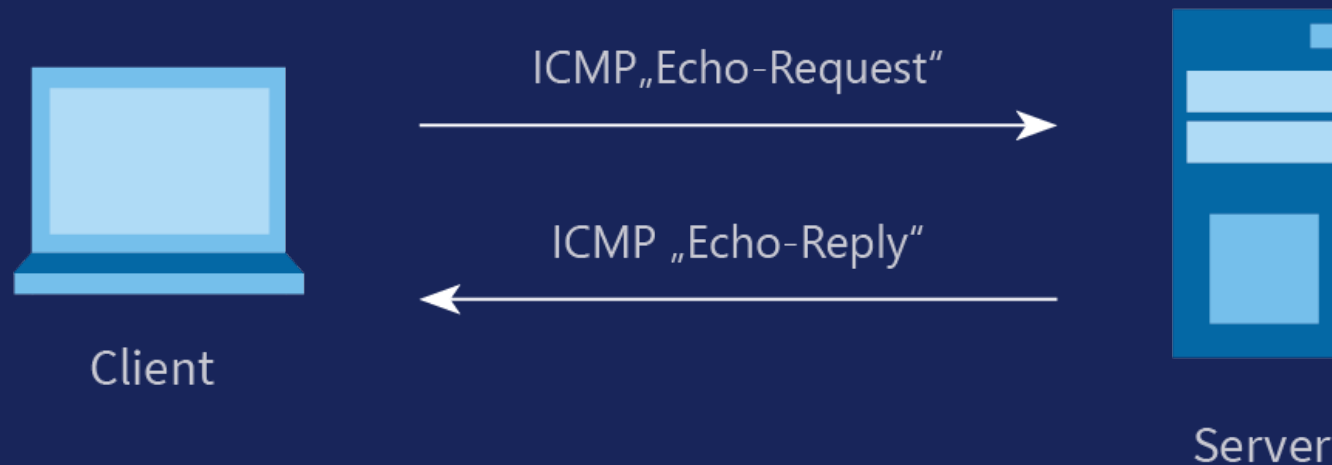 ICMP„Echo-Request“
ICMP „Echo-Reply“
Client
Server